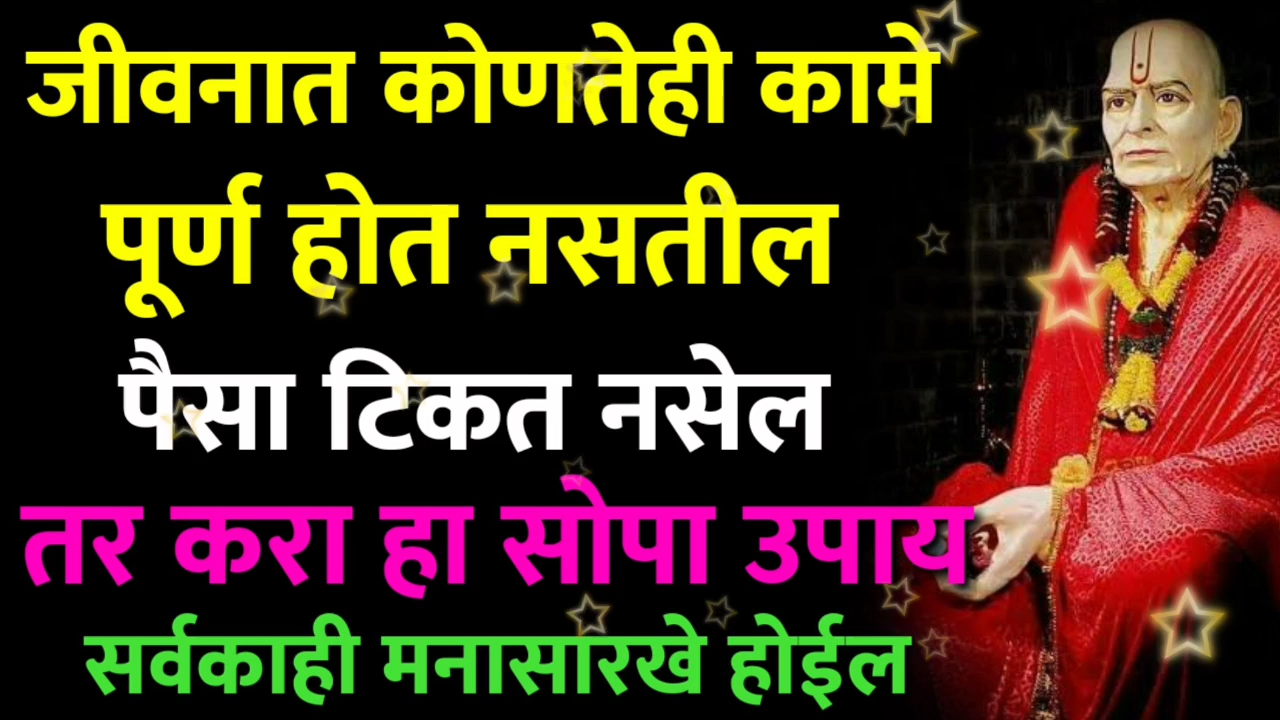 जीवनात कोणतेही कामे
पूर्ण होत नसतील
पैसा टिकत नसेल
तर करा हा सोपा उपाय
सर्वकाही मनासारखे होईल